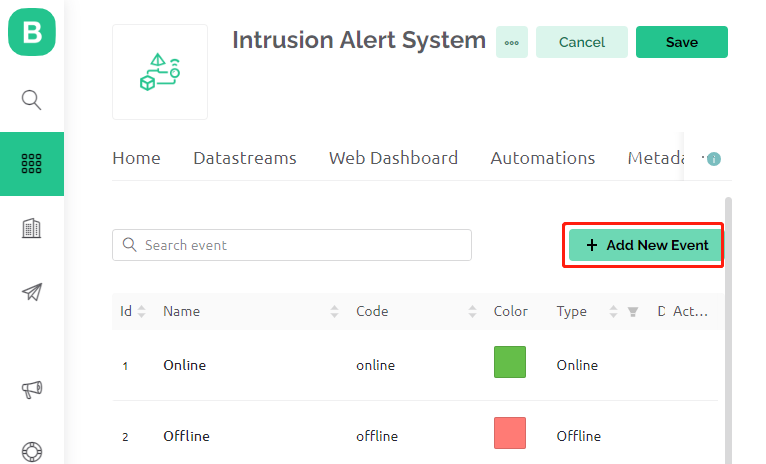 B
Intrusion Alert System
Cancel
Save
Home Datastreams Web Dashboard Automations Metada
Search event
+ Add New Event
Id Name Code Color Type D Act...
1 Online online Online
2 Offline offline Offline